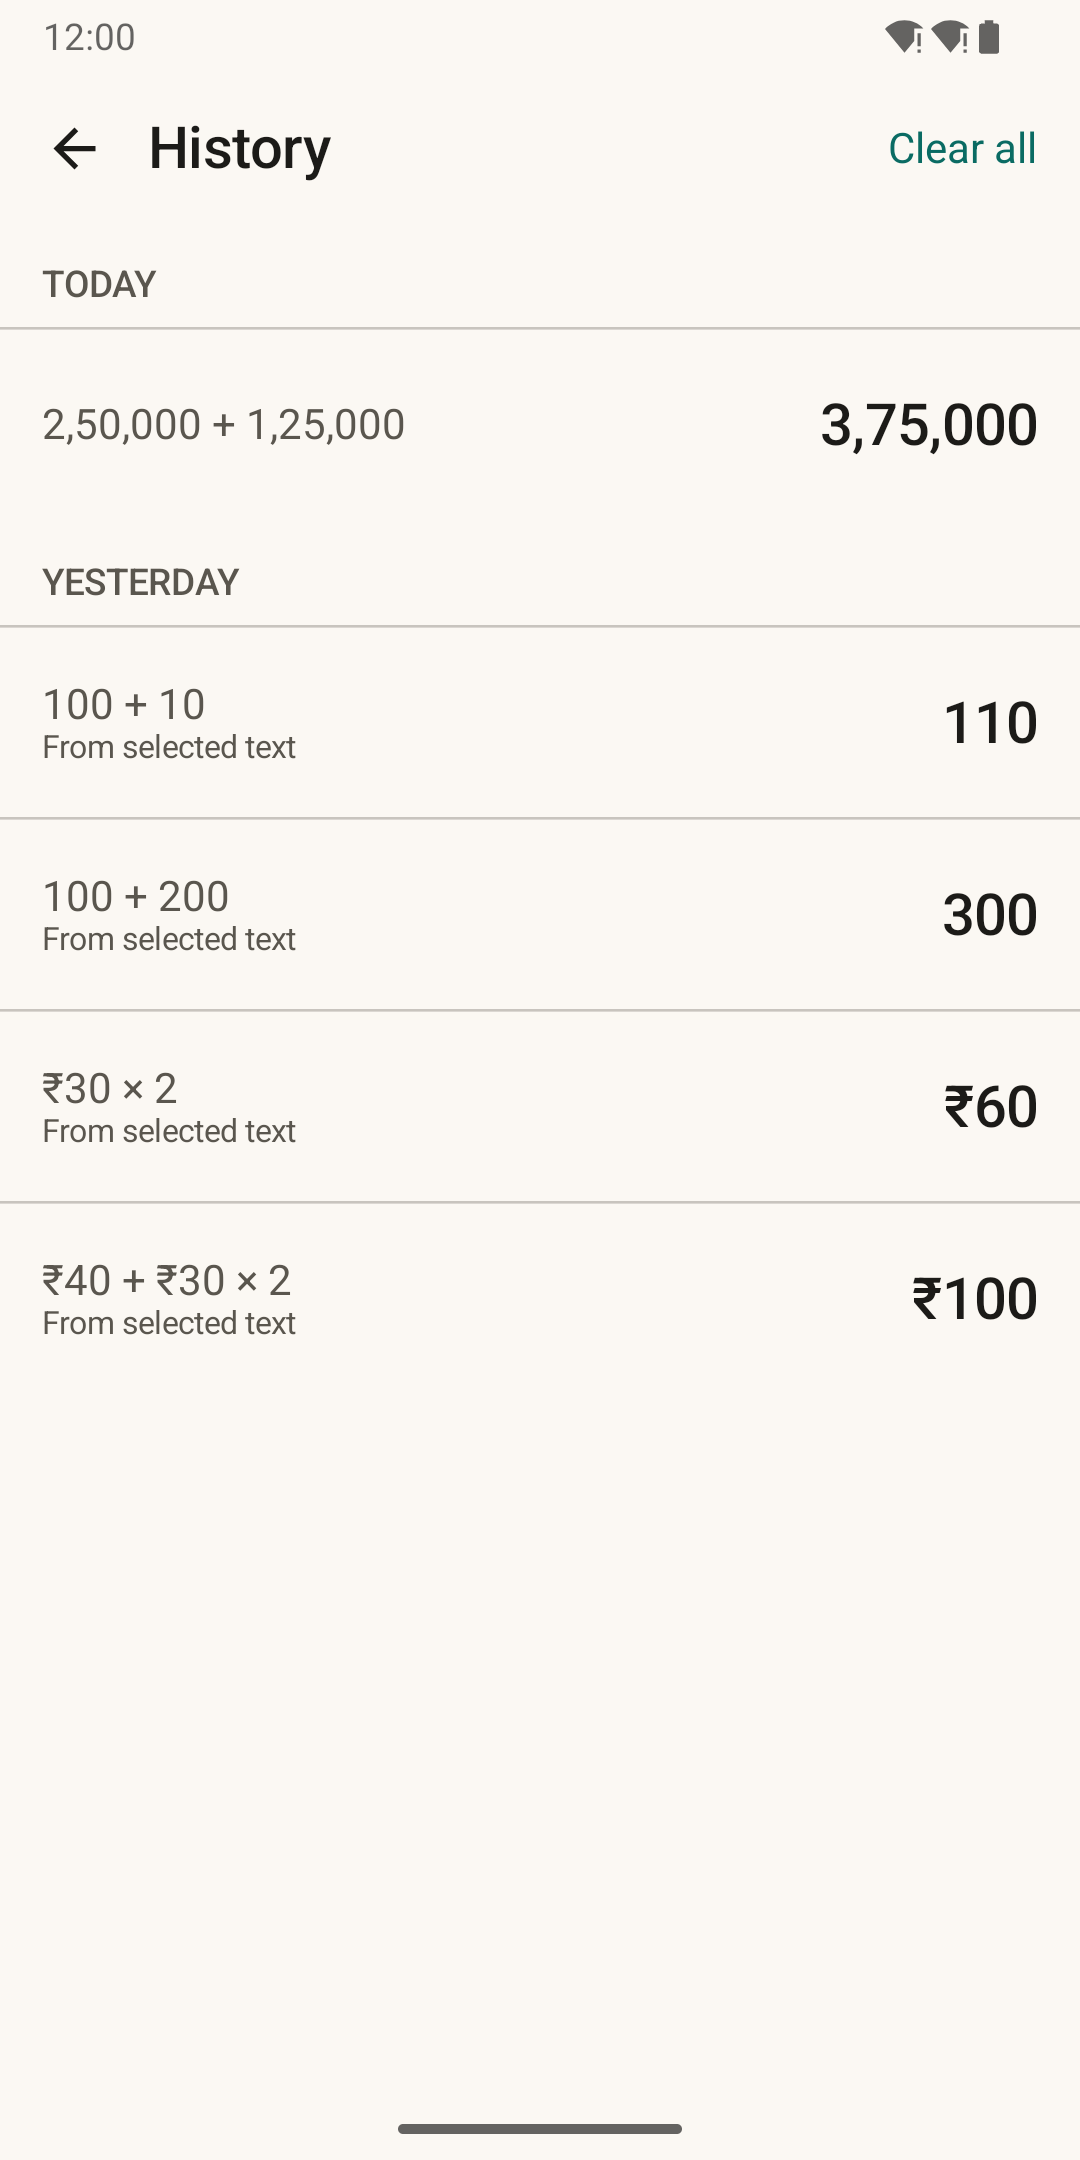 12:00
History
Clear all
TODAY
2,50,000 + 1,25,000
3,75,000
YESTERDAY
100 + 10
From selected text
110
100 + 200
From selected text
300
₹30 × 2
From selected text
₹60
₹40 + ₹30 × 2
From selected text
₹100